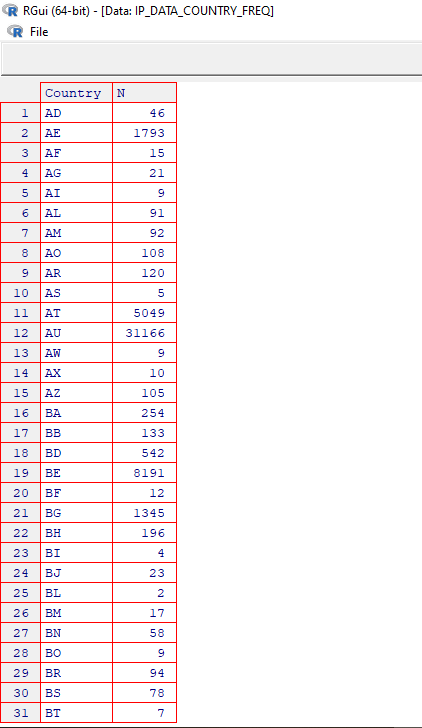 RGui (64-bit) - [Data: IP_DATA_COUNTRY_FREQ]
File
Country N
1 AD 46
2 AE 1793
3 AF 15
4 AG 21
5 AI 9
6 AL 91
7 AM 92
8 AO 108
9 AR 120
10 AS 5
11 AT 5049
12 AU 31166
13 AW 9
14 AX 10
15 AZ 105
16 BA 254
17 BB 133
18 BD 542
19 BE 8191
20 BF 12
21 BG 1345
22 BH 196
23 BI 4
24 BJ 23
25 BL 2
26 BM 17
27 BN 58
28 BO 9
29 BR 94
30 BS 78
31 BT 7